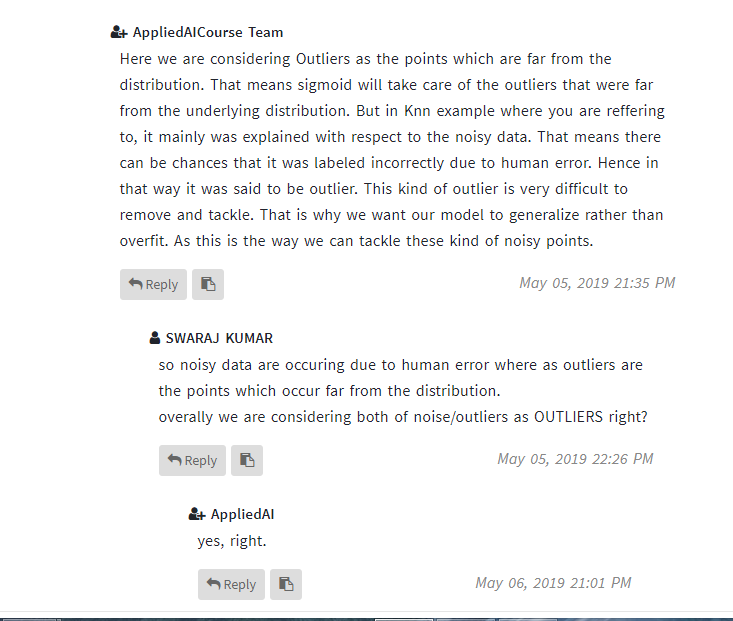 AppliedAICourse Team
Here we are considering Outliers as the points which are far from the
distribution. That means sigmoid will take care of the outliers that were far
from the underlying distribution. But in Knn example where you are reffering
to, it mainly was explained with respect to the noisy data. That means there
can be chances that it was labeled incorrectly due to human error. Hence in
that way it was said to be outlier. This kind of outlier is very difficult to
remove and tackle. That is why we want our model to generalize rather than
overfit. As this is the way we can tackle these kind of noisy points.
Reply May 05, 2019 21:35 PM
SWARAJ KUMAR
so noisy data are occuring due to human error where as outliers are
the points which occur far from the distribution.
overally we are considering both of noise/outliers as OUTLIERS right?
Reply May 05, 2019 22:26 PM
AppliedAI
yes, right.
Reply May 06, 2019 21:01 PM